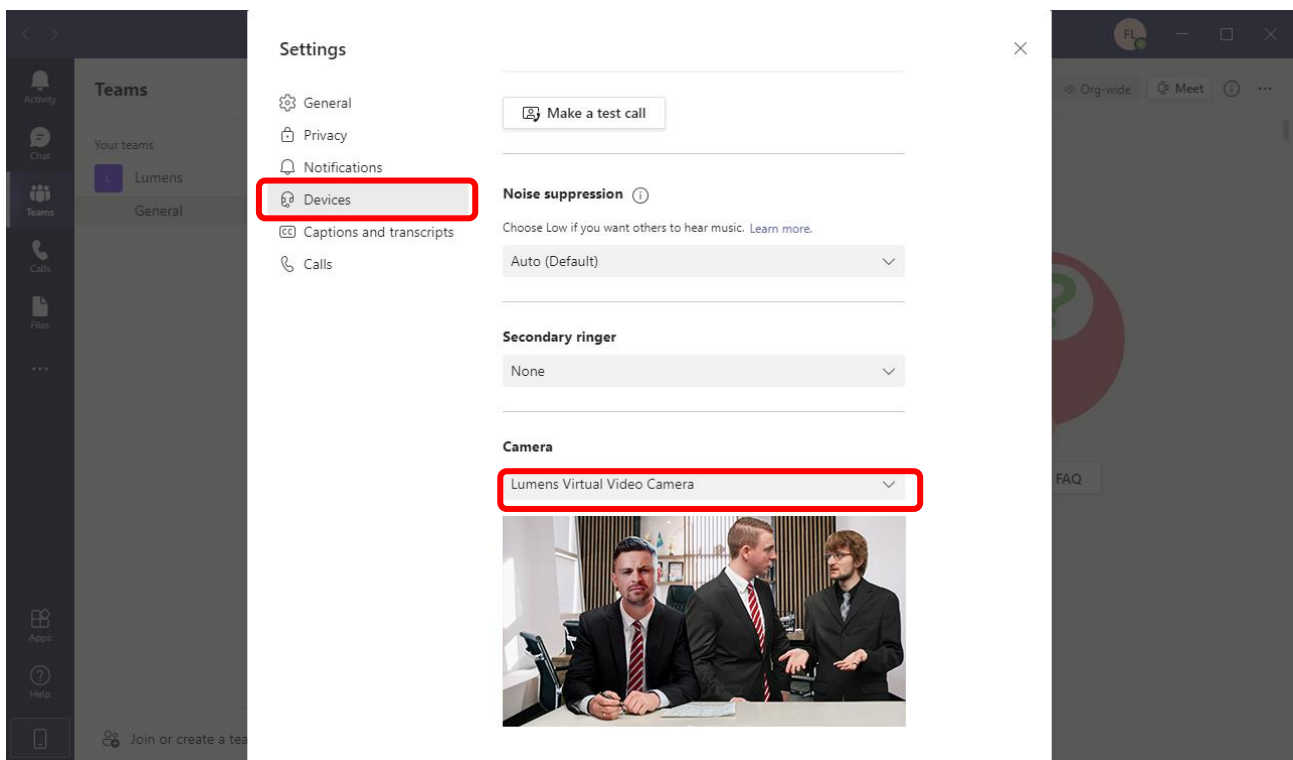 Settings
FL
Activity
Chat
Teams
Calls
Files
Apps
Help
Teams
Your teams
L
Lumens
General
Join or create a tea
General
Privacy
Notifications
Devices
CC Captions and transcripts
Calls
Make a test call
Noise suppression
Choose Low if you want others to hear music. Learn more.
Auto (Default)
Secondary ringer
None
Camera
Lumens Virtual Video Camera
Org-wide
Meet
FAQ